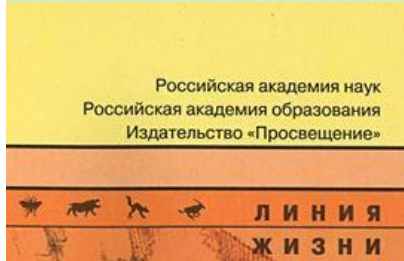 Российская академия наук
Российская академия образования
Издательство «Просвещение»
ЛИНИЯ
ЖИЗНИ